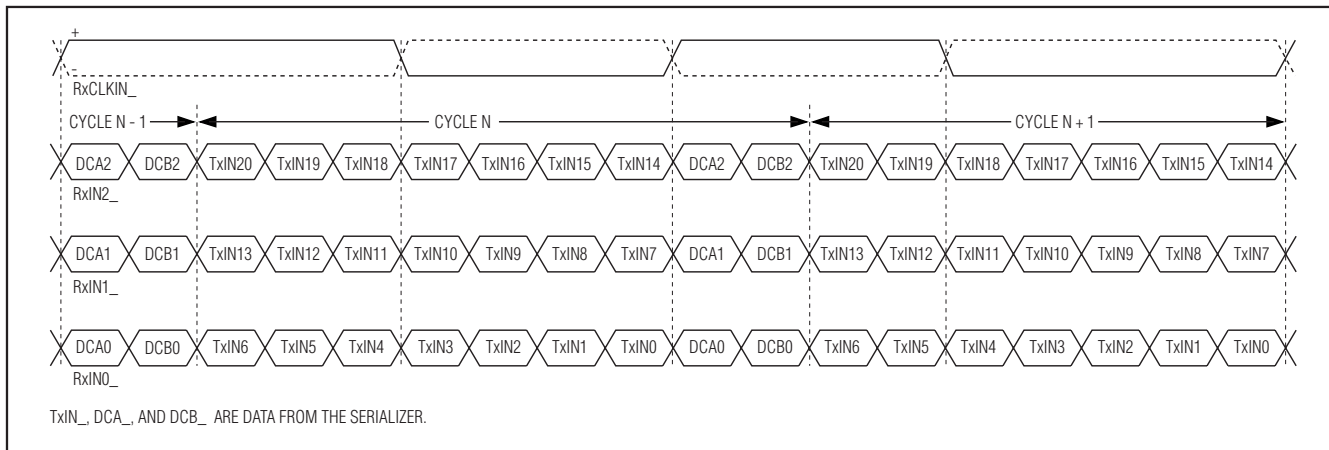 +
-
RxCLKIN_
CYCLE N - 1 CYCLE N CYCLE N + 1
DCA2 DCB2 TxIN20 TxIN19 TxIN18 TxIN17 TxIN16 TxIN15 TxIN14 DCA2 DCB2 TxIN20 TxIN19 TxIN18 TxIN17 TxIN16 TxIN15 TxIN14
RxIN2_
DCA1 DCB1 TxIN13 TxIN12 TxIN11 TxIN10 TxIN9 TxIN8 TxIN7 DCA1 DCB1 TxIN13 TxIN12 TxIN11 TxIN10 TxIN9 TxIN8 TxIN7
RxIN1_
DCA0 DCB0 TxIN6 TxIN5 TxIN4 TxIN3 TxIN2 TxIN1 TxIN0 DCA0 DCB0 TxIN6 TxIN5 TxIN4 TxIN3 TxIN2 TxIN1 TxIN0
RxIN0_
TxIN_, DCA_, AND DCB_ ARE DATA FROM THE SERIALIZER.